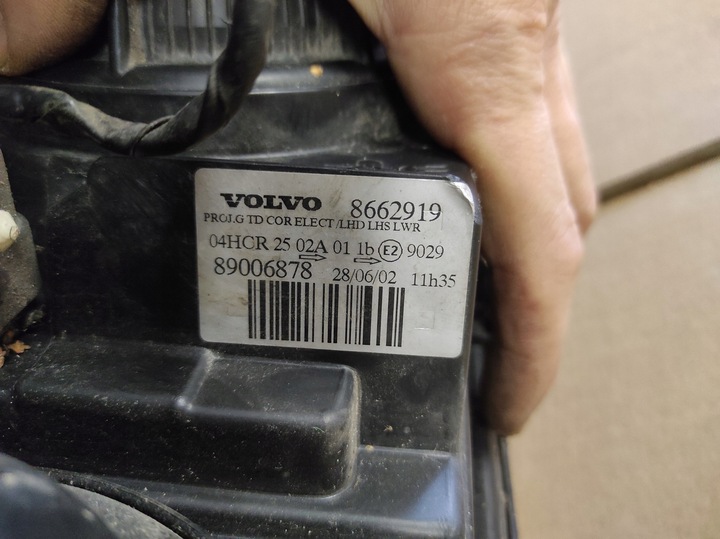 VOLVO 8662919
PROJ.G TD COR ELECT /LHD LHS LWR
04HCR 25 02A 01 1b E2 9029
89006878 28/06/02 11h35